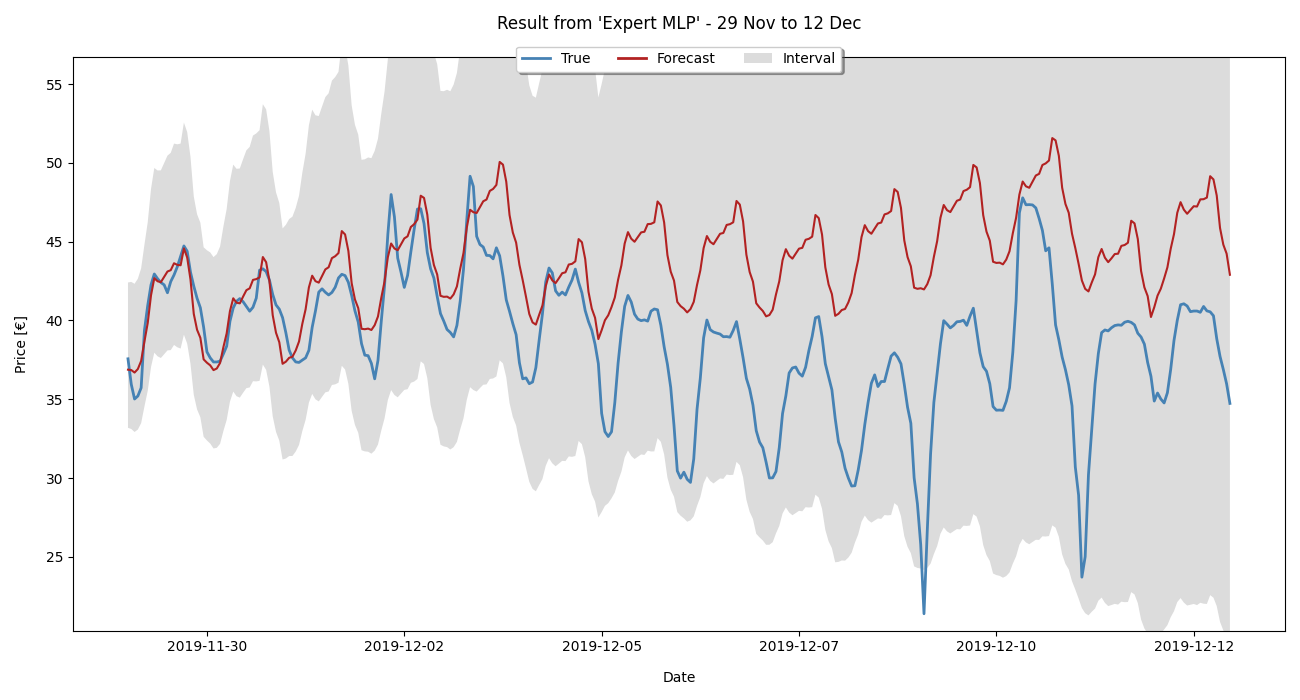 Result from 'Expert MLP' - 29 Nov to 12 Dec
True Forecast Interval
55
50
45
40
35
30
25
Price [€]
2019-11-30 2019-12-02 2019-12-05 2019-12-07 2019-12-10 2019-12-12
Date